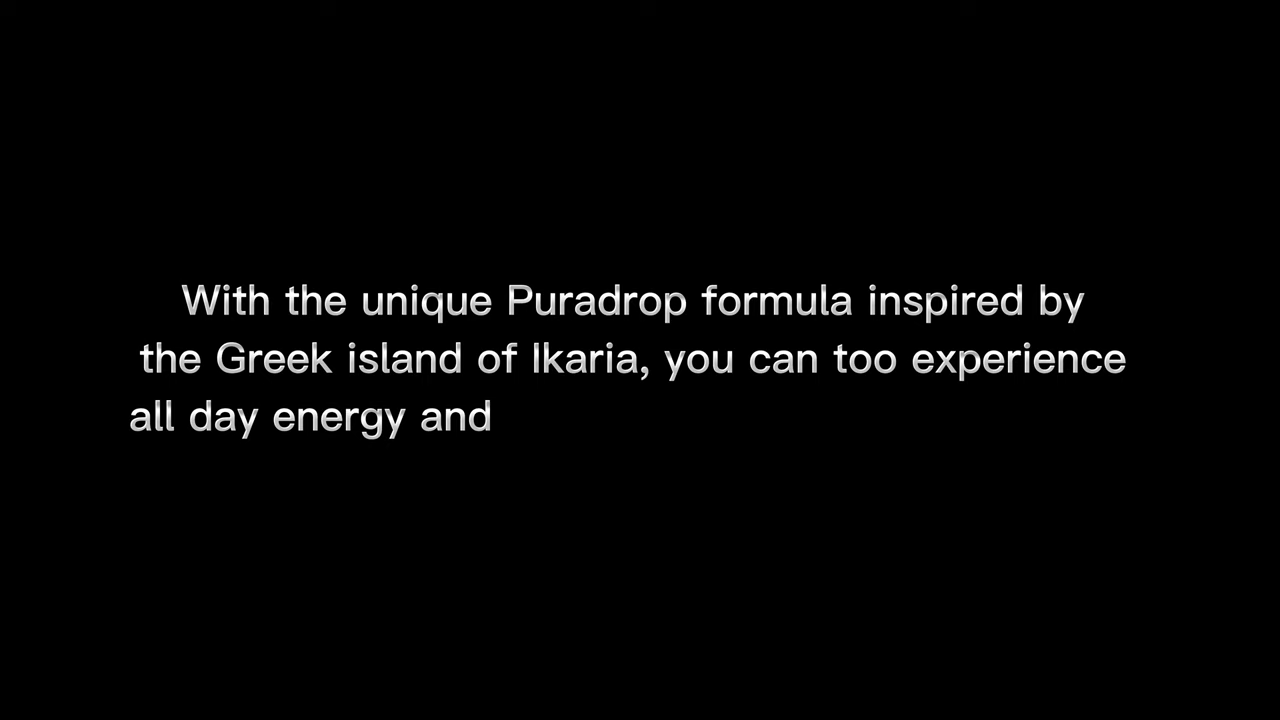 With the unique Puradrop formula inspired by
the Greek island of Ikaria, you can too experience
all day energy and